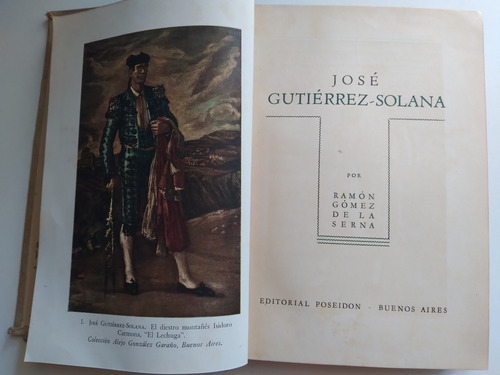 1. José Gutiérrez-Solana. El diestro montañés Isidoro
Carmona, "El Lechuga".
Colección Alejo González Garaño, Buenos Aires.
JOSÉ
GUTIÉRREZ-SOLANA
POR
RAMÓN
GÓMEZ
DE LA
SERNA
EDITORIAL POSEIDON - BUENOS AIRES